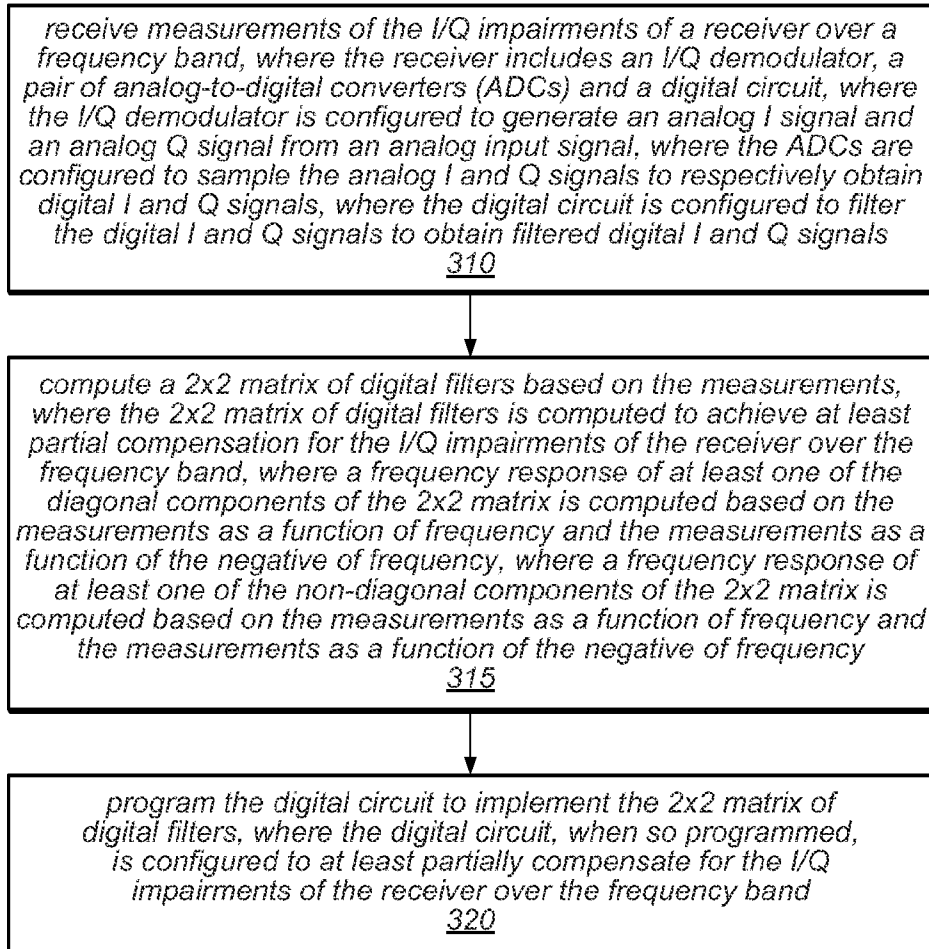 receive measurements of the I/Q impairments of a receiver over a
frequency band, where the receiver includes an I/Q demodulator, a
pair of analog-to-digital converters (ADCs) and a digital circuit, where
the I/Q demodulator is configured to generate an analog I signal and
an analog Q signal from an analog input signal, where the ADCs are
configured to sample the analog I and Q signals to respectively obtain
digital I and Q signals, where the digital circuit is configured to filter
the digital I and Q signals to obtain filtered digital I and Q signals
310
compute a 2x2 matrix of digital filters based on the measurements,
where the 2x2 matrix of digital filters is computed to achieve at least
partial compensation for the I/Q impairments of the receiver over the
frequency band, where a frequency response of at least one of the
diagonal components of the 2x2 matrix is computed based on the
measurements as a function of frequency and the measurements as a
function of the negative of frequency, where a frequency response of
at least one of the non-diagonal components of the 2x2 matrix is
computed based on the measurements as a function of frequency and
the measurements as a function of the negative of frequency
315
program the digital circuit to implement the 2x2 matrix of
digital filters, where the digital circuit, when so programmed,
is configured to at least partially compensate for the I/Q
impairments of the receiver over the frequency band
320